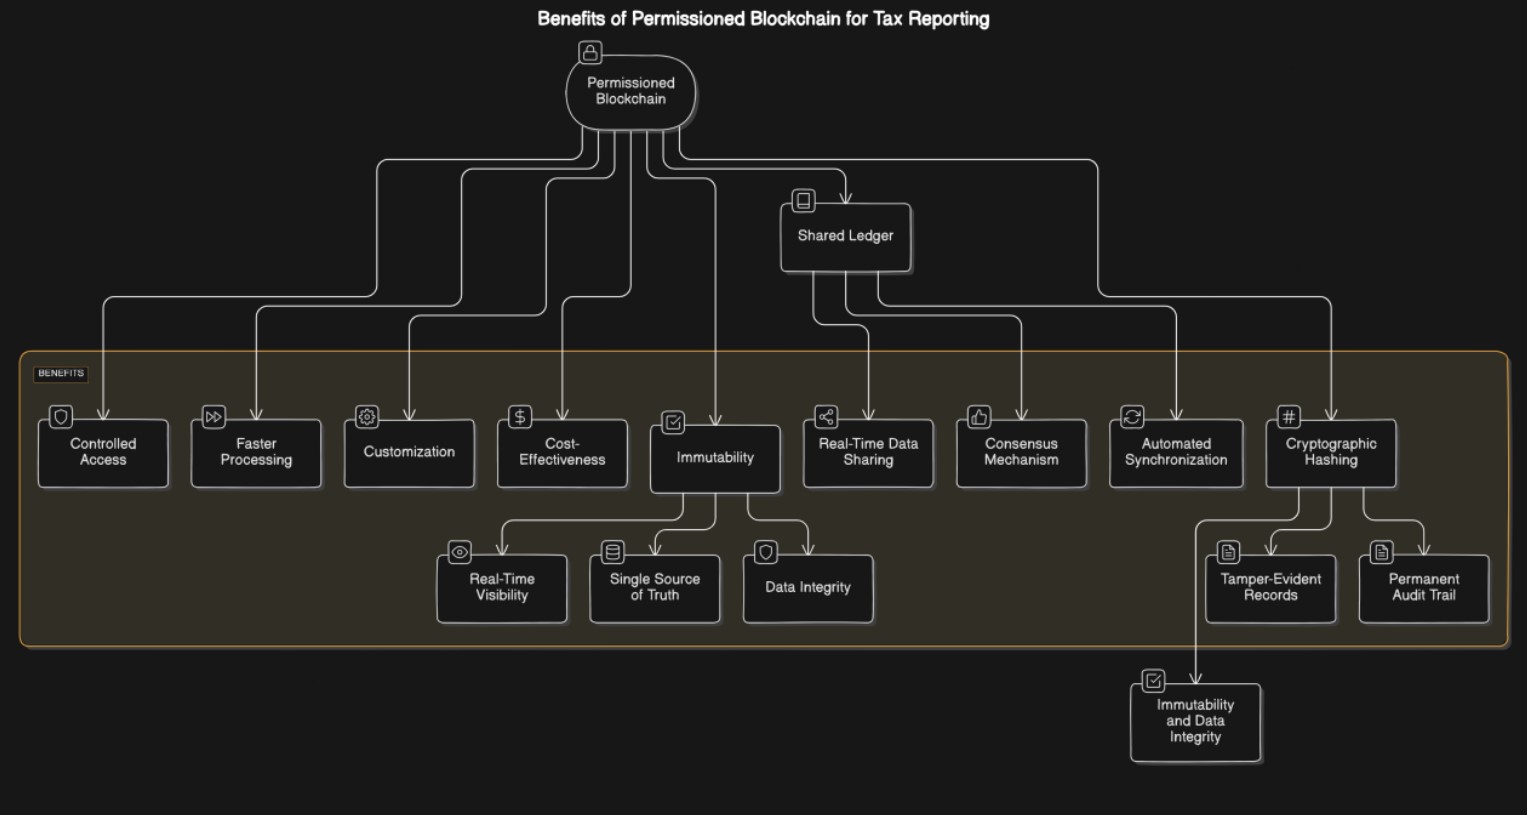 Benefits of Permissioned Blockchain for Tax Reporting
Permissioned
Blockchain
Shared Ledger
BENEFITS
Controlled
Access
Faster
Processing
Customization
Cost-
Effectiveness
Immutability
Real-Time Data
Sharing
Consensus
Mechanism
Automated
Synchronization
Cryptographic
Hashing
Real-Time
Visibility
Single Source
of Truth
Data Integrity
Tamper-Evident
Records
Permanent
Audit Trail
Immutability
and Data
Integrity